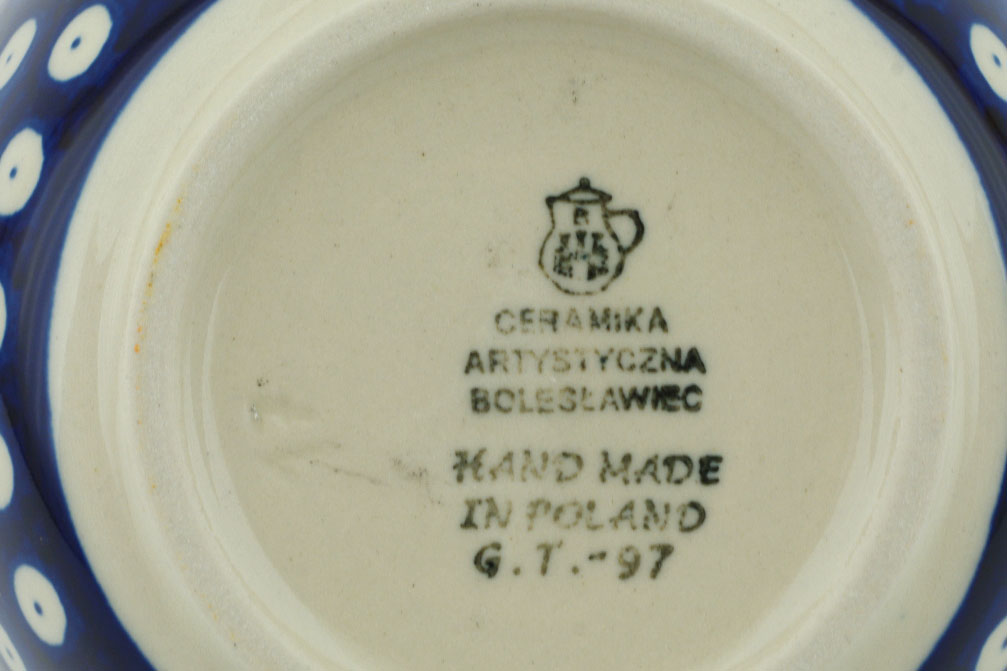 CERAMIKA
ARTYSTYCZNA
BOLESŁAWIEC
HAND MADE
IN POLAND
G.T.-97